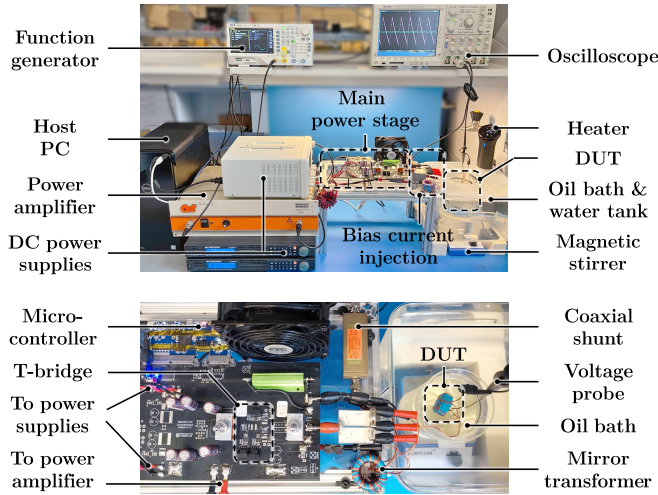 Function
generator
Oscilloscope
Main
power stage
Host
PC
Heater
DUT
Power
amplifier
Oil bath &
water tank
DC power
supplies
Bias current
injection
Magnetic
stirrer
Micro-
controller
Coaxial
shunt
T-bridge
DUT
Voltage
probe
To power
supplies
Oil bath
To power
amplifier
Mirror
transformer